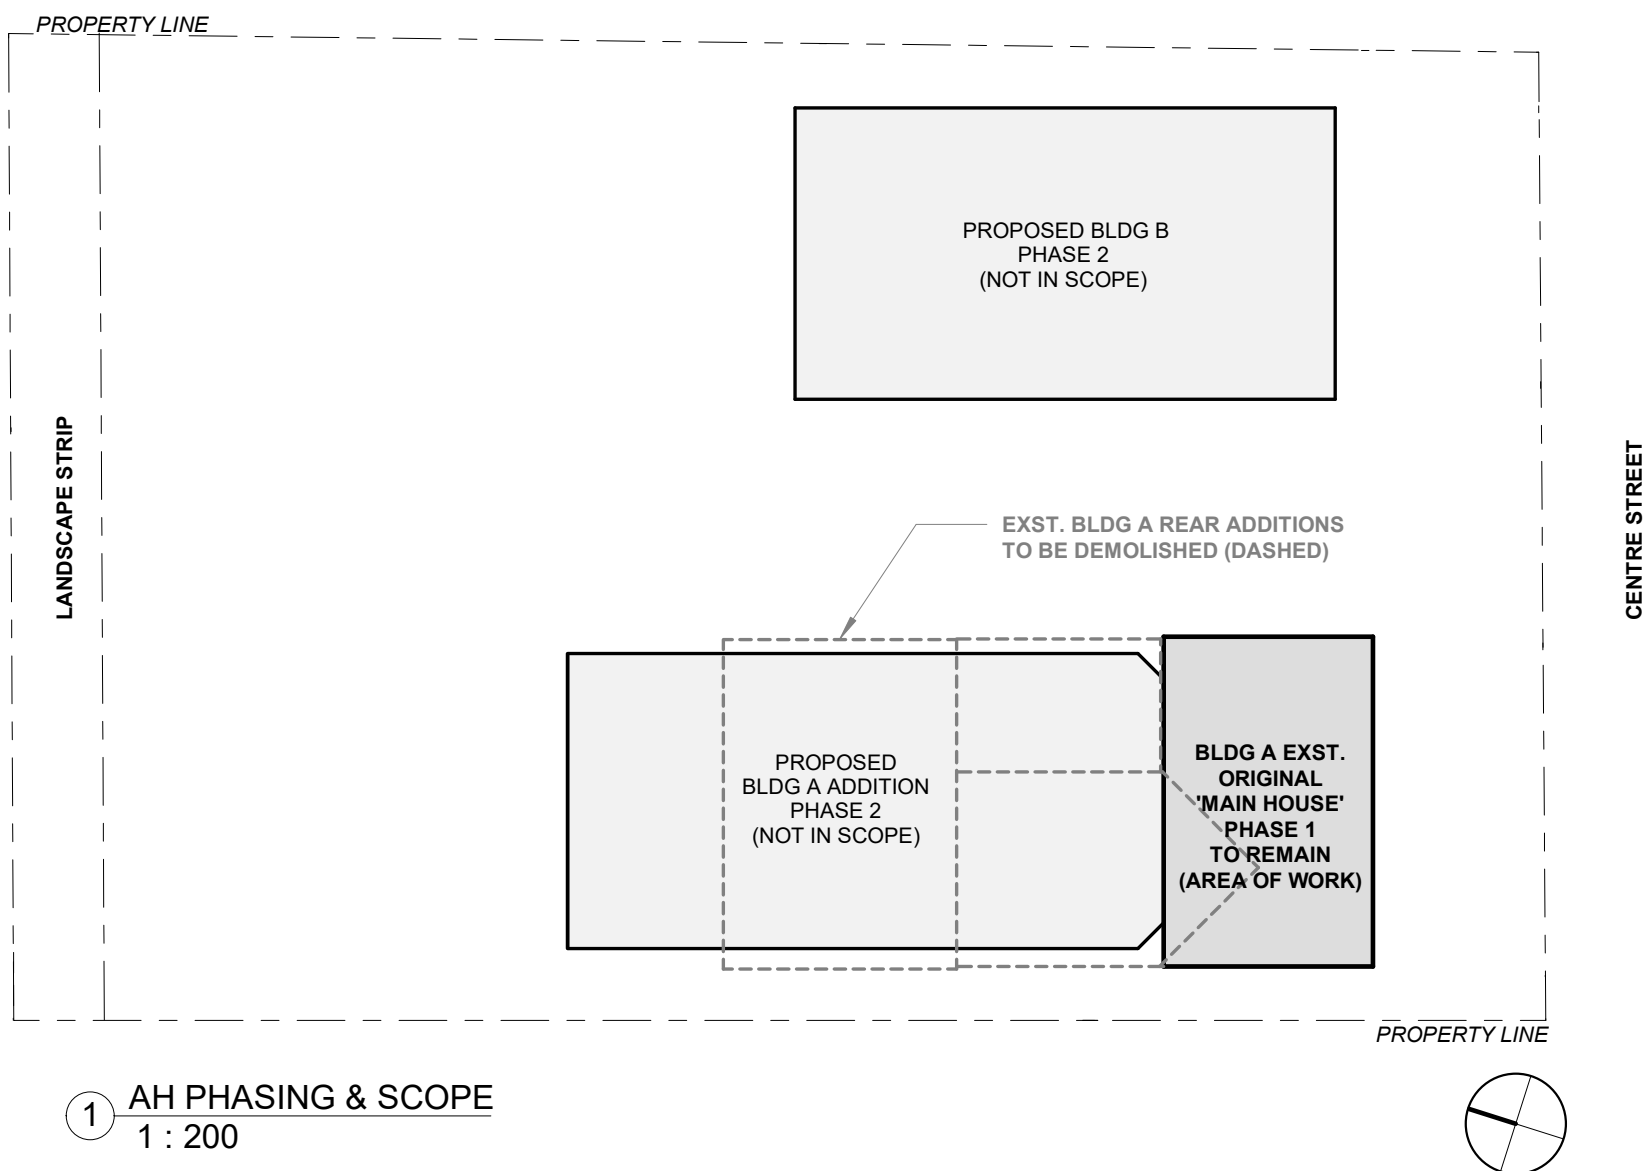 PROPERTY LINE
PROPOSED BLDG B
PHASE 2
(NOT IN SCOPE)
LANDSCAPE STRIP
CENTRE STREET
EXST. BLDG A REAR ADDITIONS
TO BE DEMOLISHED (DASHED)
PROPOSED
BLDG A ADDITION
PHASE 2
(NOT IN SCOPE)
BLDG A EXST.
ORIGINAL
'MAIN HOUSE'
PHASE 1
TO REMAIN
(AREA OF WORK)
PROPERTY LINE
1
AH PHASING & SCOPE
1 : 200